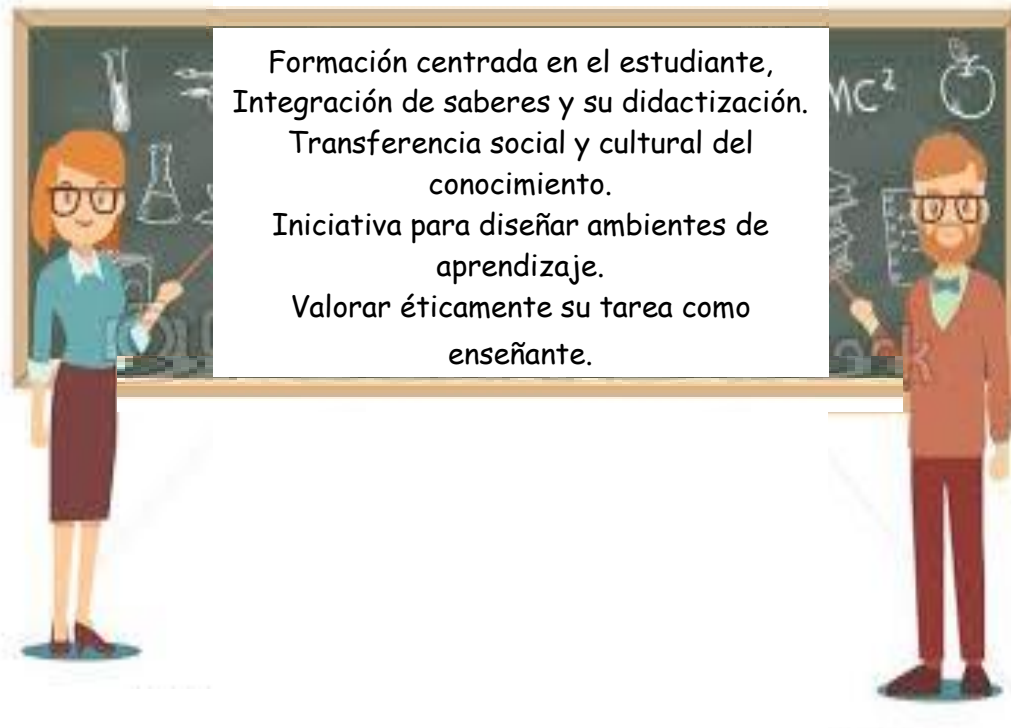 Formación centrada en el estudiante,
Integración de saberes y su didactización.
Transferencia social y cultural del
conocimiento.
Iniciativa para diseñar ambientes de
aprendizaje.
Valorar éticamente su tarea como
enseñante.
MC²